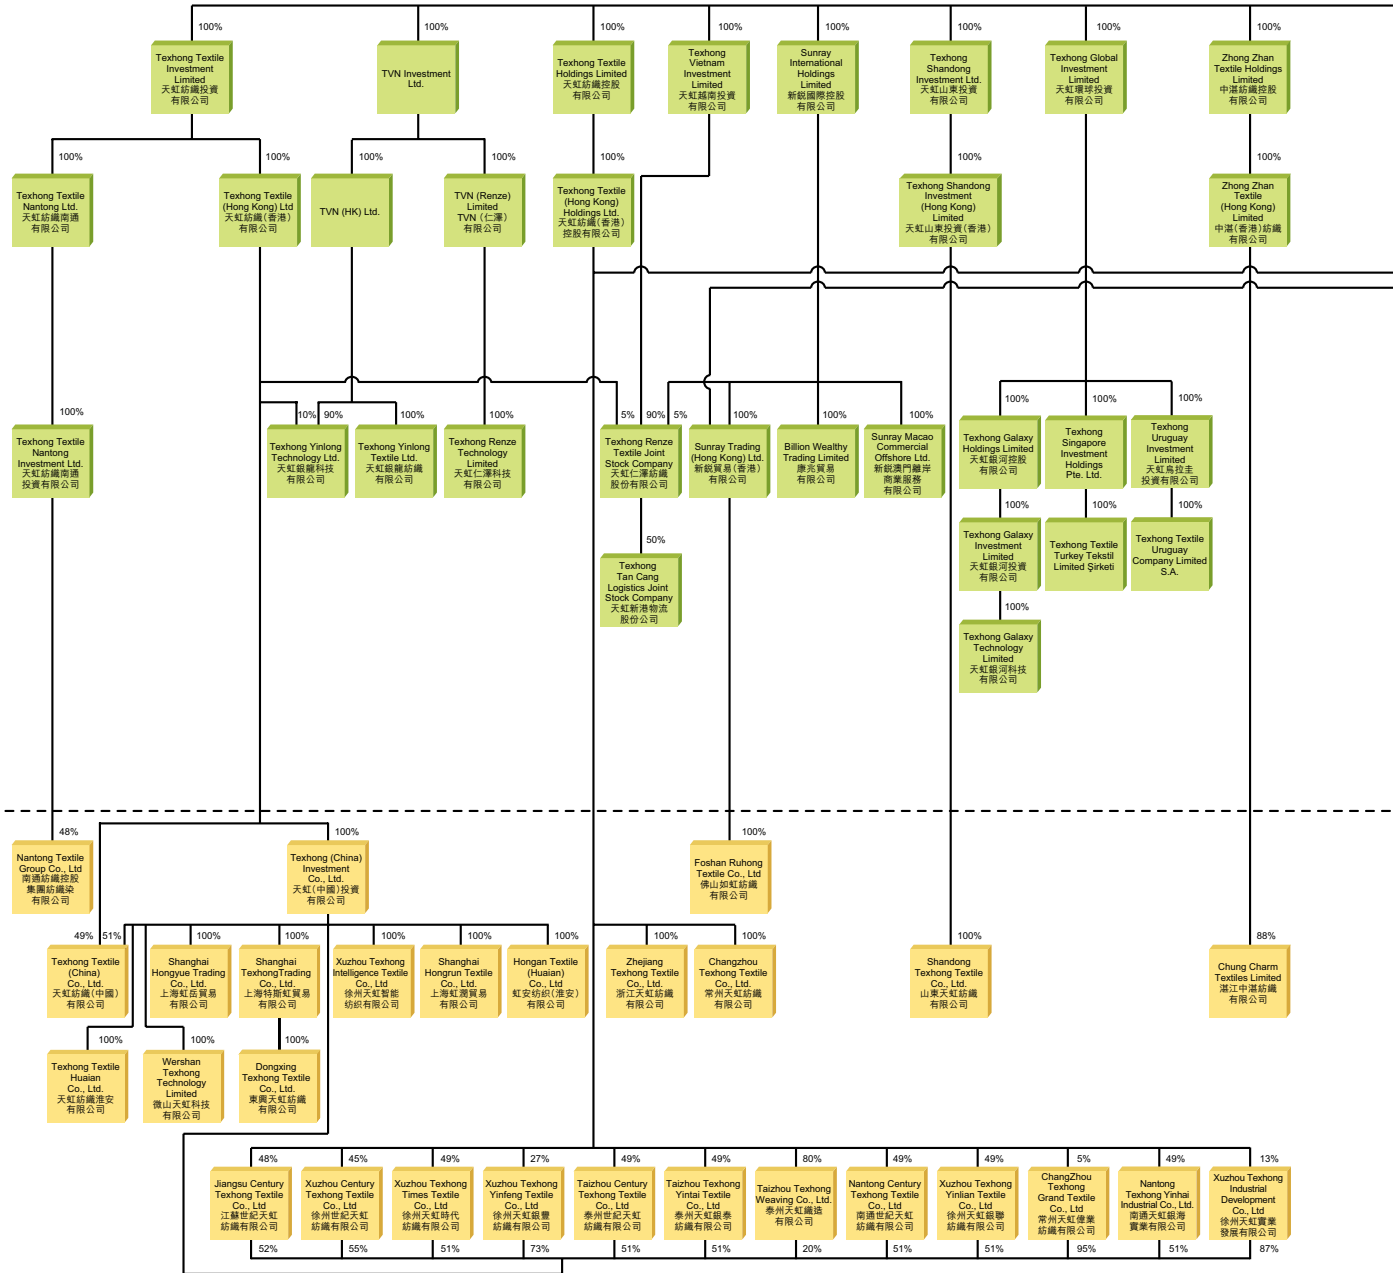 100%
100%
100%
100%
100%
100%
100%
100%
Texhong Textile
Investment
Limited
天虹紡織投資
有限公司
TVN Investment
Ltd.
Texhong Textile
Holdings Limited
天虹紡織控股
有限公司
Texhong
Vietnam
Investment
Limited
天虹越南投資
有限公司
Sunray
International
Holdings
Limited
新銳國際控股
有限公司
Texhong
Shandong
Investment Ltd.
天虹山東投資
有限公司
Texhong Global
Investment
Limited
天虹環球投資
有限公司
Zhong Zhan
Textile Holdings
Limited
中湛紡織控股
有限公司
100%
100%
100%
100%
100%
100%
100%
Texhong Textile
Nantong Ltd.
天虹紡織南通
有限公司
Texhong Textile
(Hong Kong) Ltd
天虹紡織(香港)
有限公司
TVN (HK) Ltd.
TVN (Renze)
Limited
TVN (仁澤)
有限公司
Texhong Textile
(Hong Kong)
Holdings Ltd.
天虹紡織(香港)
控股有限公司
Texhong Shandong
Investment
(Hong Kong)
Limited
天虹山東投資(香港)
有限公司
Zhong Zhan
Textile
(Hong Kong)
Limited
中湛(香港)紡織
有限公司
100%
10%
90%
100%
100%
5%
90%
5%
100%
100%
100%
100%
100%
100%
Texhong Textile
Nantong
Investment Ltd.
天虹紡織南通
投資有限公司
Texhong Yinlong
Technology Ltd.
天虹銀龍科技
有限公司
Texhong Yinlong
Textile Ltd.
天虹銀龍紡織
有限公司
Texhong Renze
Technology
Limited
天虹仁澤科技
有限公司
Texhong Renze
Textile Joint
Stock Company
天虹仁澤紡織
股份有限公司
Sunray Trading
(Hong Kong) Ltd.
新銳貿易(香港)
有限公司
Billion Wealthy
Trading Limited
康兆貿易
有限公司
Sunray Macao
Commercial
Offshore Ltd.
新銳澳門離岸
商業服務
有限公司
Texhong Galaxy
Holdings Limited
天虹銀河控股
有限公司
Texhong
Singapore
Investment
Holdings
Pte. Ltd.
Texhong
Uruguay
Investment
Limited
天虹烏拉圭
投資有限公司
50%
100%
100%
100%
Texhong
Tan Cang
Logistics Joint
Stock Company
天虹新港物流
股份公司
Texhong Galaxy
Investment
Limited
天虹銀河投資
有限公司
Texhong Textile
Turkey Tekstil
Limited Şirketi
Texhong Textile
Uruguay
Company Limited
S.A.
100%
Texhong Galaxy
Technology
Limited
天虹銀河科技
有限公司
48%
100%
100%
Nantong Textile
Group Co., Ltd
南通紡織控股
集團紡織染
有限公司
Texhong (China)
Investment
Co., Ltd.
天虹(中國)投資
有限公司
Foshan Ruhong
Textile Co., Ltd
佛山如虹紡織
有限公司
49%
51%
100%
100%
100%
100%
100%
100%
100%
100%
88%
Texhong Textile
(China)
Co., Ltd.
天虹紡織(中國)
有限公司
Shanghai
Hongyue Trading
Co., Ltd.
上海虹岳貿易
有限公司
Shanghai
TexhongTrading
Co., Ltd.
上海特斯虹貿易
有限公司
Xuzhou Texhong
Intelligence Textile
Co., Ltd
徐州天虹智能
纺织有限公司
Shanghai
Hongrun Textile
Co., Ltd.
上海虹潤貿易
有限公司
Hongan Textile
(Huaian)
Co., Ltd.
虹安纺织(淮安)
有限公司
Zhejiang
Texhong Textile
Co., Ltd.
浙江天虹紡織
有限公司
Changzhou
Texhong Textile
Co., Ltd.
常州天虹紡織
有限公司
Shandong
Texhong Textile
Co., Ltd.
山東天虹紡織
有限公司
Chung Charm
Textiles Limited
湛江中湛紡織
有限公司
100%
100%
100%
Texhong Textile
Huaian
Co., Ltd.
天虹紡織淮安
有限公司
Wershan
Texhong
Technology
Limited
微山天虹科技
有限公司
Dongxing
Texhong Textile
Co., Ltd.
東興天虹紡織
有限公司
48%
45%
49%
27%
49%
49%
80%
49%
49%
5%
49%
13%
Jiangsu Century
Texhong Textile
Co., Ltd
江蘇世紀天虹
紡織有限公司
Xuzhou Century
Texhong Textile
Co., Ltd
徐州世紀天虹
紡織有限公司
Xuzhou Texhong
Times Textile
Co., Ltd
徐州天虹時代
紡織有限公司
Xuzhou Texhong
Yinfeng Textile
Co., Ltd
徐州天虹銀豐
紡織有限公司
Taizhou Century
Texhong Textile
Co., Ltd
泰州世紀天虹
紡織有限公司
Taizhou Texhong
Yintai Textile
Co., Ltd
泰州天虹銀泰
紡織有限公司
Taizhou Texhong
Weaving Co., Ltd.
泰州天虹織造
有限公司
Nantong Century
Texhong Textile
Co., Ltd
南通世紀天虹
紡織有限公司
Xuzhou Texhong
Yinlian Textile
Co., Ltd
徐州天虹銀聯
紡織有限公司
ChangZhou
Texhong
Grand Textile
Co., Ltd
常州天虹偉業
紡織有限公司
Nantong
Texhong Yinhai
Industrial Co., Ltd.
南通天虹銀海
實業有限公司
Xuzhou Texhong
Industrial
Development
Co., Ltd
徐州天虹實業
發展有限公司
52%
55%
51%
73%
51%
51%
20%
51%
51%
95%
51%
87%